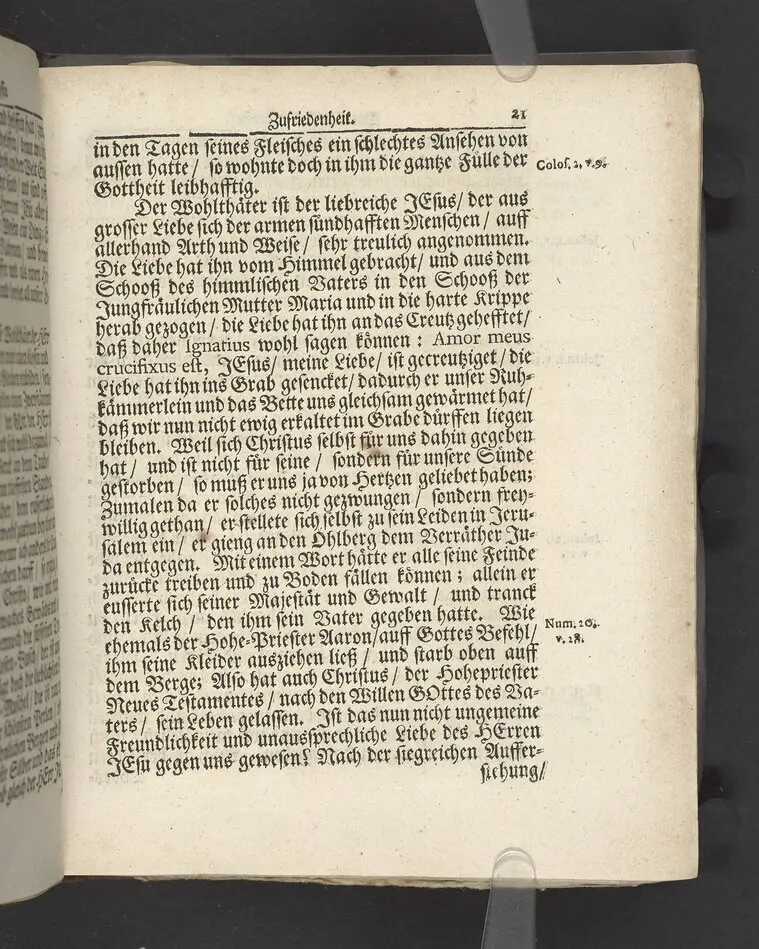 Zufriedenheit. 21
in den Tagen seines Fleisches ein schlechtes Ansehen von
aussen hatte / so wohnte doch in ihm die gantze Fülle der
Colos. 2. v. 9.
Gottheit leibhafftig.
Der Wohlthäter ist der liebreiche JEsus / der aus
grosser Liebe sich der armen sündhafften Menschen / auff
allerhand Arth und Weise / sehr treulich angenommen.
Die Liebe hat ihn vom Himmel gebracht / und aus dem
Schooß des himmlischen Vaters in den Schooß der
Jungfräulichen Mutter Maria und in die harte Krippe
herab gezogen / die Liebe hat ihn an das Creutz gehefftet /
daß daher Ignatius wohl sagen können : Amor meus
crucifixus est, JEsus / meine Liebe / ist gecreutziget / die
Liebe hat ihn ins Grab gesencket / dadurch er unser Ruh-
kämmerlein und das Bette uns gleichsam gewärmet hat /
daß wir nun nicht ewig erkaltet im Grabe dürffen liegen
bleiben. Weil sich Christus selbst für uns dahin gegeben
hat / und ist nicht für seine / sondern für unsere Sünde
gestorben / so muß er uns ja von Hertzen geliebet haben;
Zumalen da er solches nicht gezwungen / sondern frey-
willig gethan / er stellete sich selbst zu sein Leiden in Jeru-
salem ein / er gieng an den Ohlberg dem Verräther Ju-
da entgegen. Mit einem Wort hätte er alle seine Feinde
zurücke treiben und zu Boden fällen können ; allein er
eusserte sich seiner Majestät und Gewalt / und tranck
den Kelch / den ihm sein Vater gegeben hatte. Wie
ehemals der Hohe-Priester Aaron / auff Gottes Befehl /
Num. 20.
v. 28.
ihm seine Kleider ausziehen ließ / und starb oben auff
dem Berge; Also hat auch Christus / der Hohepriester
Neues Testamentes / nach den Willen GOttes des Va-
ters / sein Leben gelassen. Ist das nun nicht ungemeine
Freundlichkeit und unaussprechliche Liebe des HErren
JEsu gegen uns gewesen? Nach der siegreichen Auffer-
stehung /